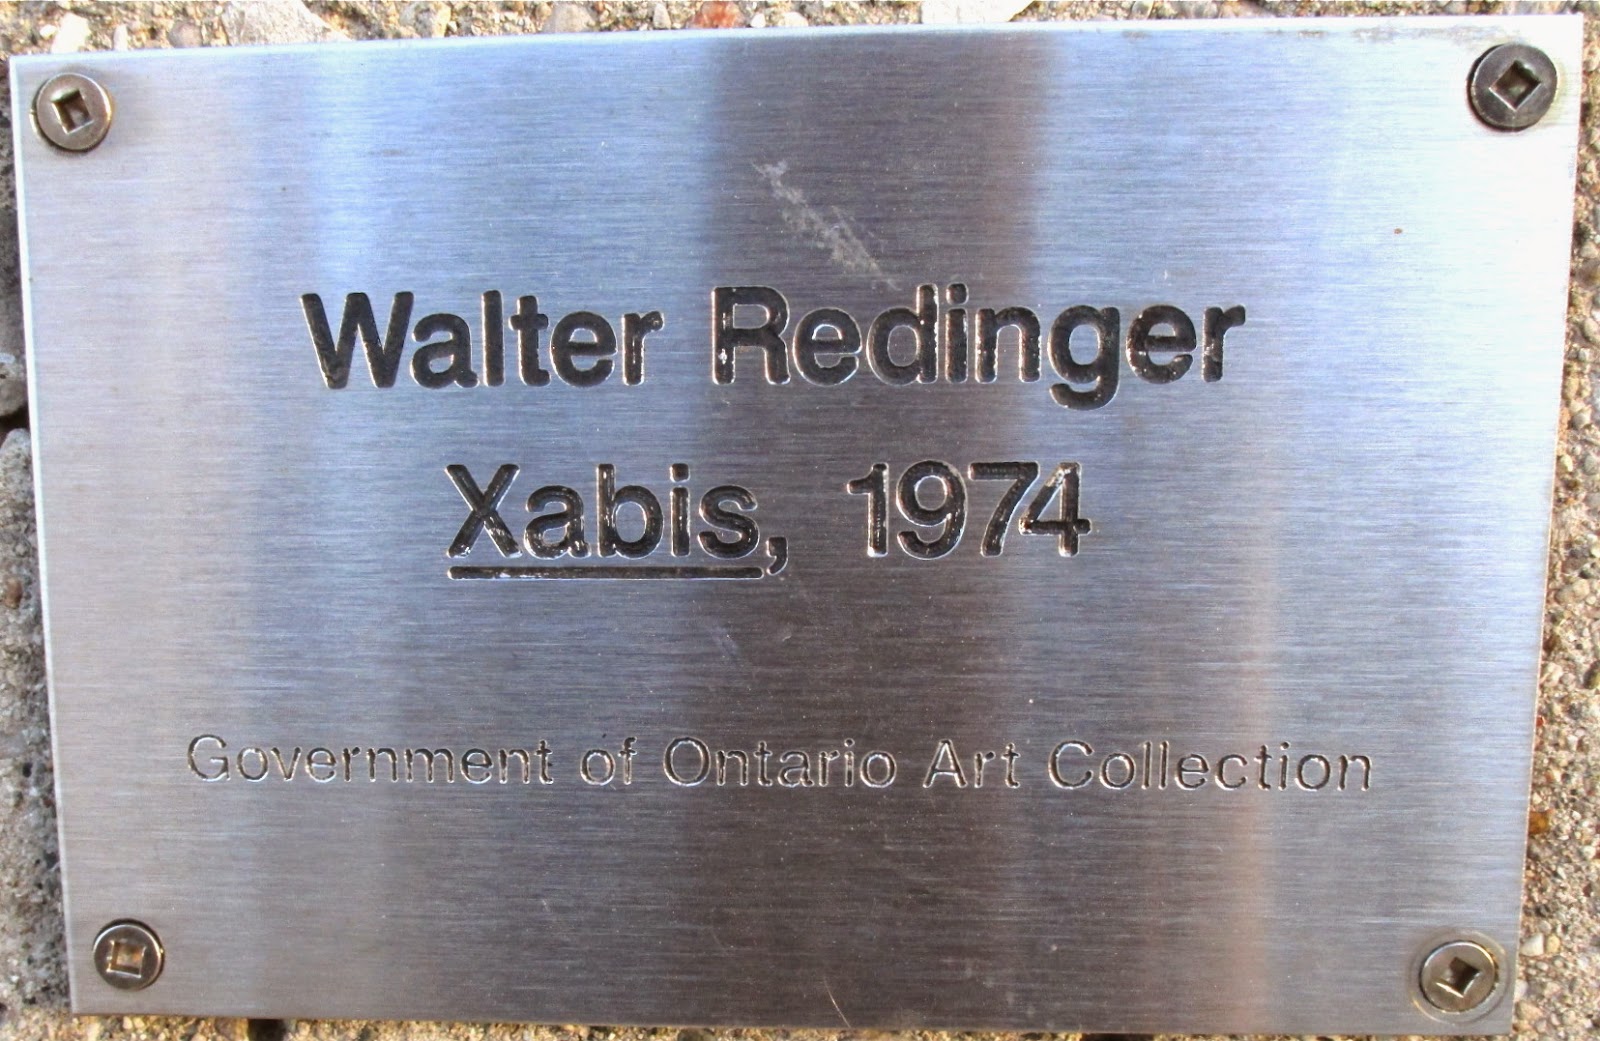 Walter Redinger
Xabis, 1974
Government of Ontario Art Collection